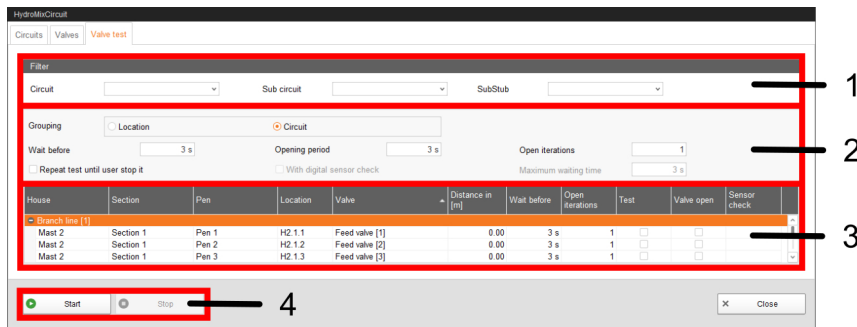 HydroMixCircuit
Circuits Valves Valve test
Filter
Circuit Sub circuit SubStub
1
Grouping Location Circuit
Wait before 3 s Opening period 3 s Open iterations 1
2
Repeat test until user stop it With digital sensor check Maximum waiting time 3 s
House Section Pen Location Valve Distance in [m] Wait before Open iterations Test Valve open Sensor check
Branch line [1]
Mast 2 Section 1 Pen 1 H2.1.1 Feed valve [1] 0.00 3 s 1
Mast 2 Section 1 Pen 2 H2.1.2 Feed valve [2] 0.00 3 s 1
3
Mast 2 Section 1 Pen 3 H2.1.3 Feed valve [3] 0.00 3 s 1
Start Stop 4 Close